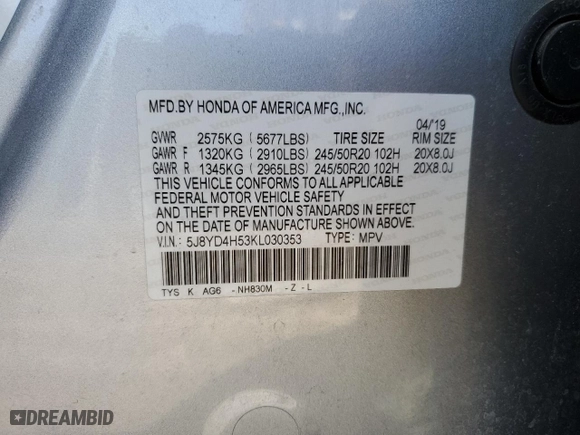 MFD.BY HONDA OF AMERICA MFG.,INC.
04/19
GVWR 2575KG (5677LBS) TIRE SIZE RIM SIZE
GAWR F 1320KG (2910LBS) 245/50R20 102H 20X8.0J
GAWR R 1345KG (2965LBS) 245/50R20 102H 20X8.0J
THIS VEHICLE CONFORMS TO ALL APPLICABLE
FEDERAL MOTOR VEHICLE SAFETY
AND THEFT PREVENTION STANDARDS IN EFFECT
ON THE DATE OF MANUFACTURE SHOWN ABOVE.
V.I.N.: 5J8YD4H53KL030353 TYPE: MPV
TYS K AG6 -NH830M -Z-L
DREAMBID